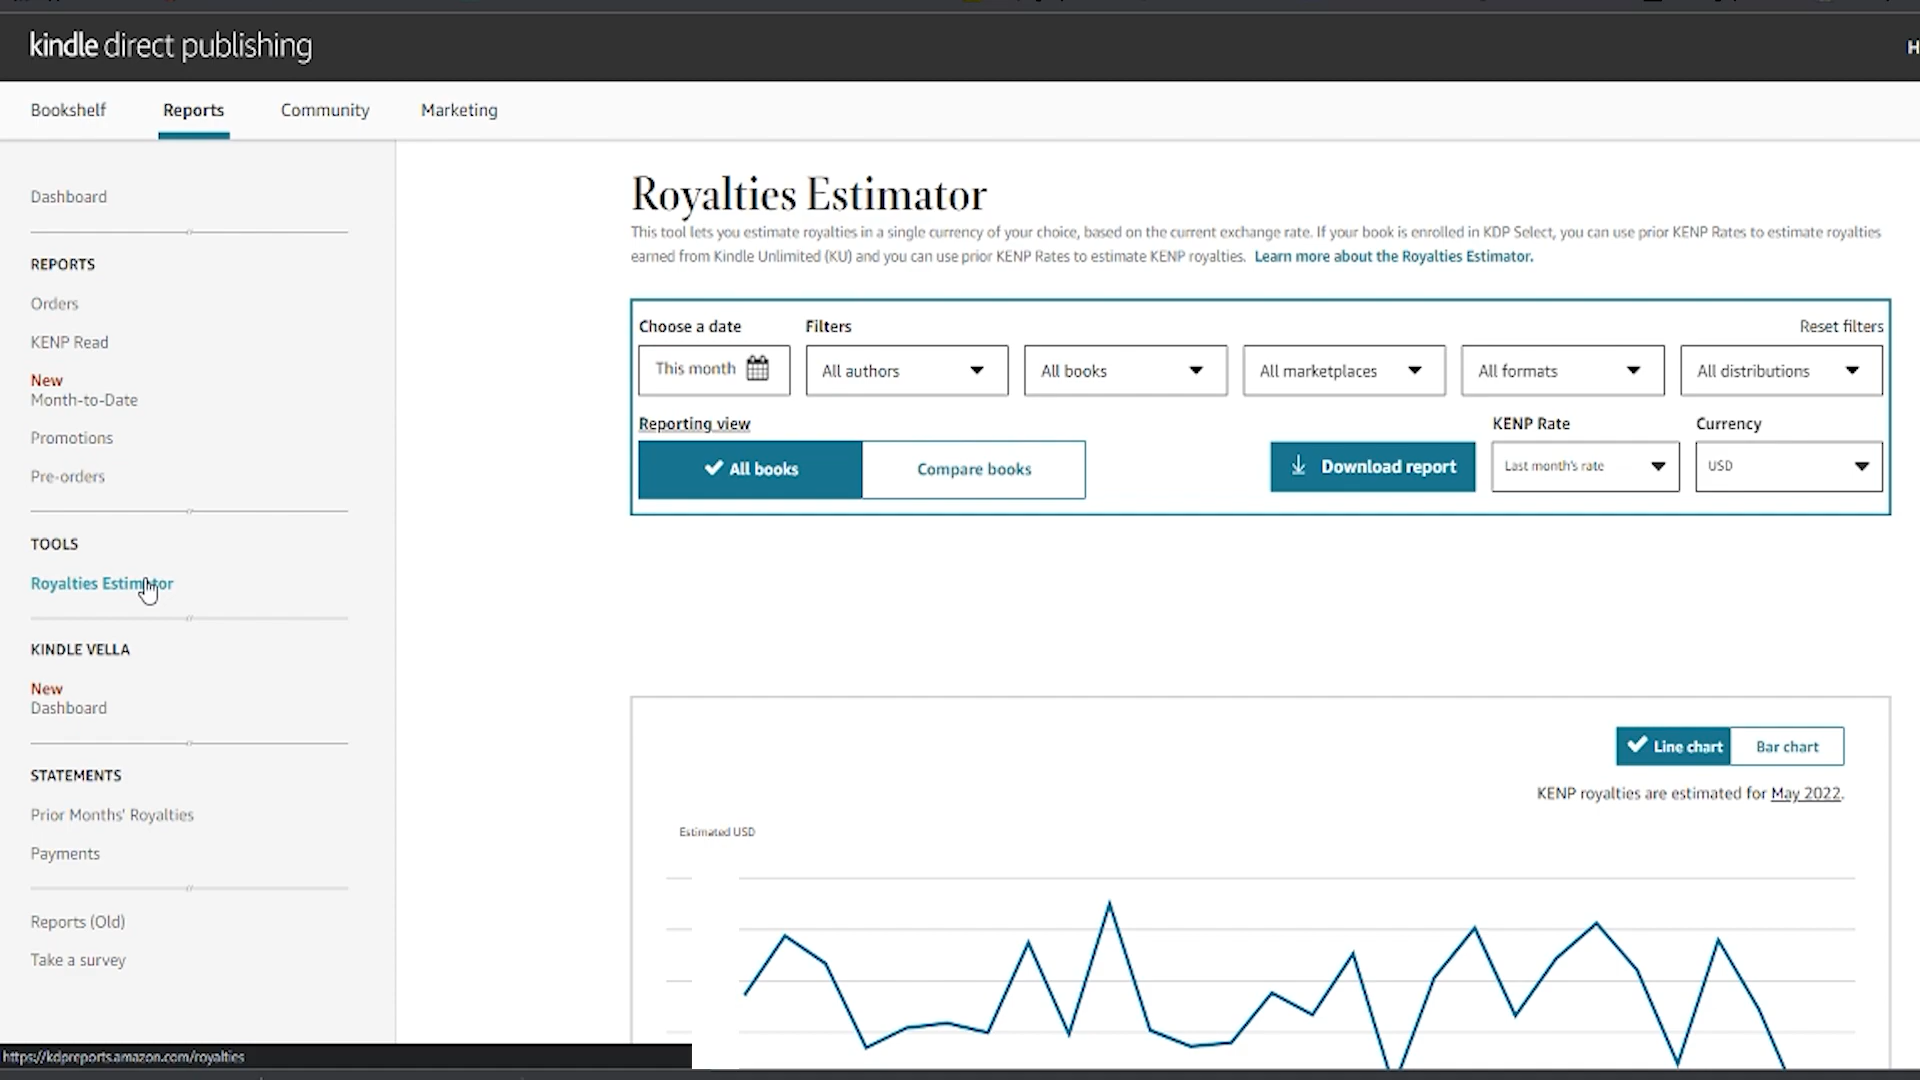 kindle direct publishing
H
Bookshelf
Reports
Community
Marketing
Dashboard
REPORTS
Orders
KENP Read
New
Month-to-Date
Promotions
Pre-orders
TOOLS
Royalties Estimator
KINDLE VELLA
New
Dashboard
STATEMENTS
Prior Months' Royalties
Payments
Reports (Old)
Take a survey
https://kdpreports.amazon.com/royalties
Royalties Estimator
This tool lets you estimate royalties in a single currency of your choice, based on the current exchange rate. If your book is enrolled in KDP Select, you can use prior KENP Rates to estimate royalties
earned from Kindle Unlimited (KU) and you can use prior KENP Rates to estimate KENP royalties. Learn more about the Royalties Estimator.
Choose a date
Filters
Reset filters
This month
All authors
All books
All marketplaces
All formats
All distributions
Reporting view
KENP Rate
Currency
All books
Compare books
Download report
Last month's rate
USD
Line chart
Bar chart
KENP royalties are estimated for May 2022.
Estimated USD